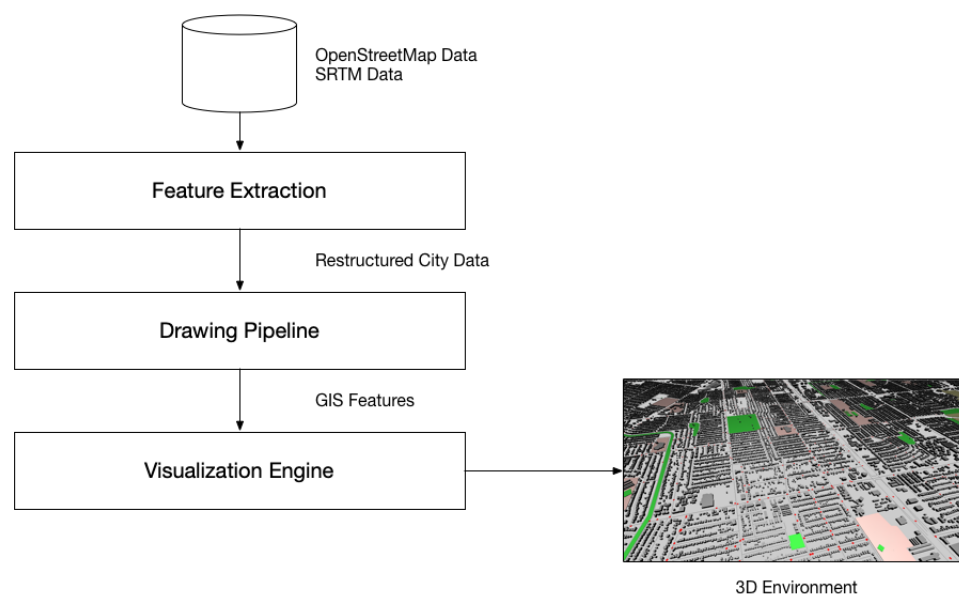 OpenStreetMap Data
SRTM Data
Feature Extraction
Restructured City Data
Drawing Pipeline
GIS Features
Visualization Engine
3D Environment